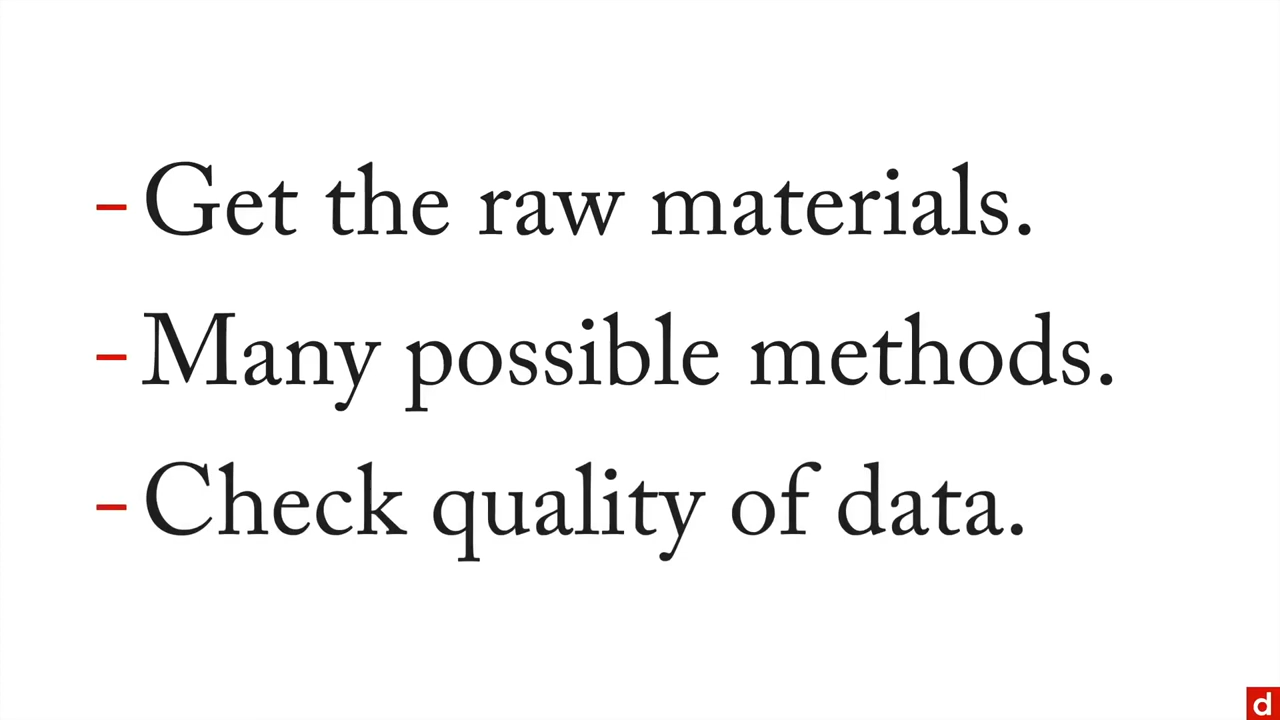 - Get the raw materials.
- Many possible methods.
- Check quality of data.
d